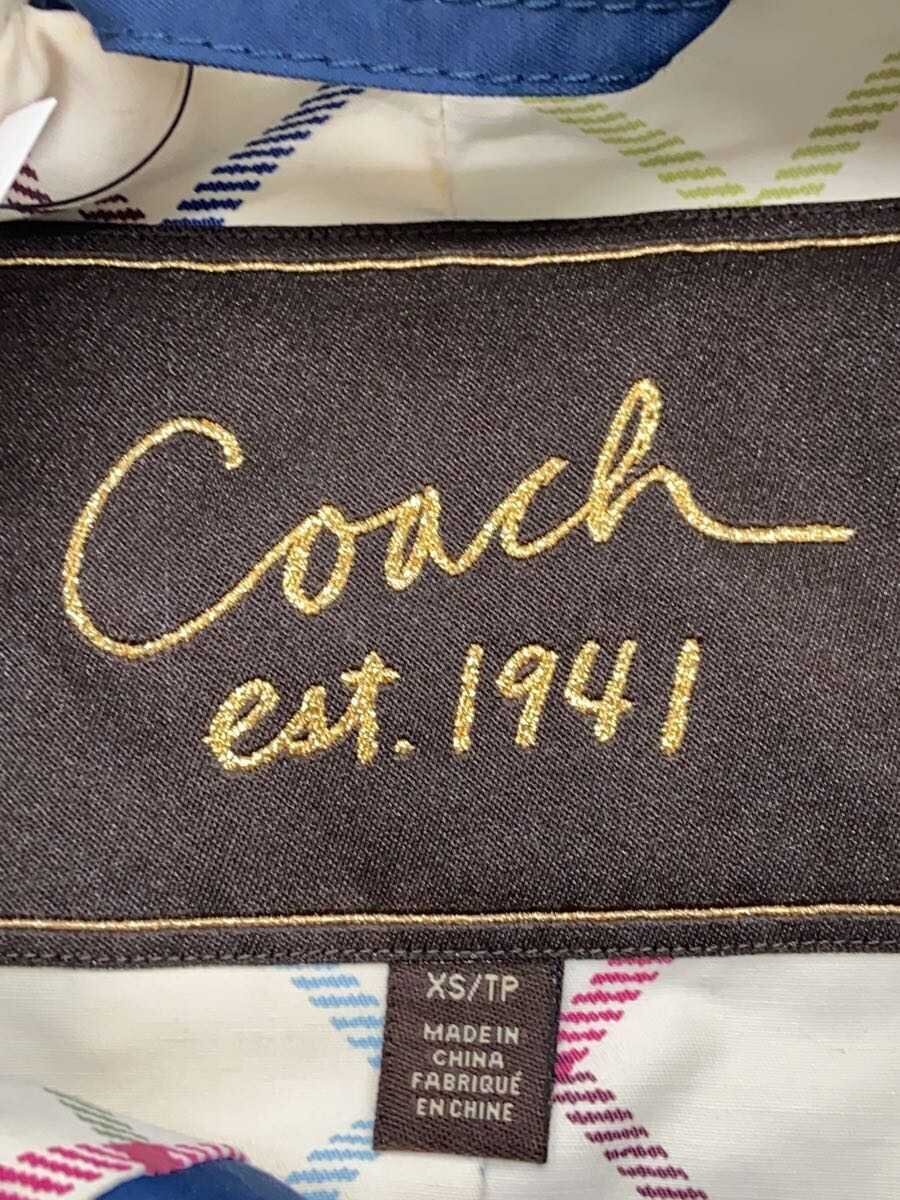 Coach
est. 1941
XS/TP
MADE IN
CHINA
FABRIQUÉ
EN CHINE